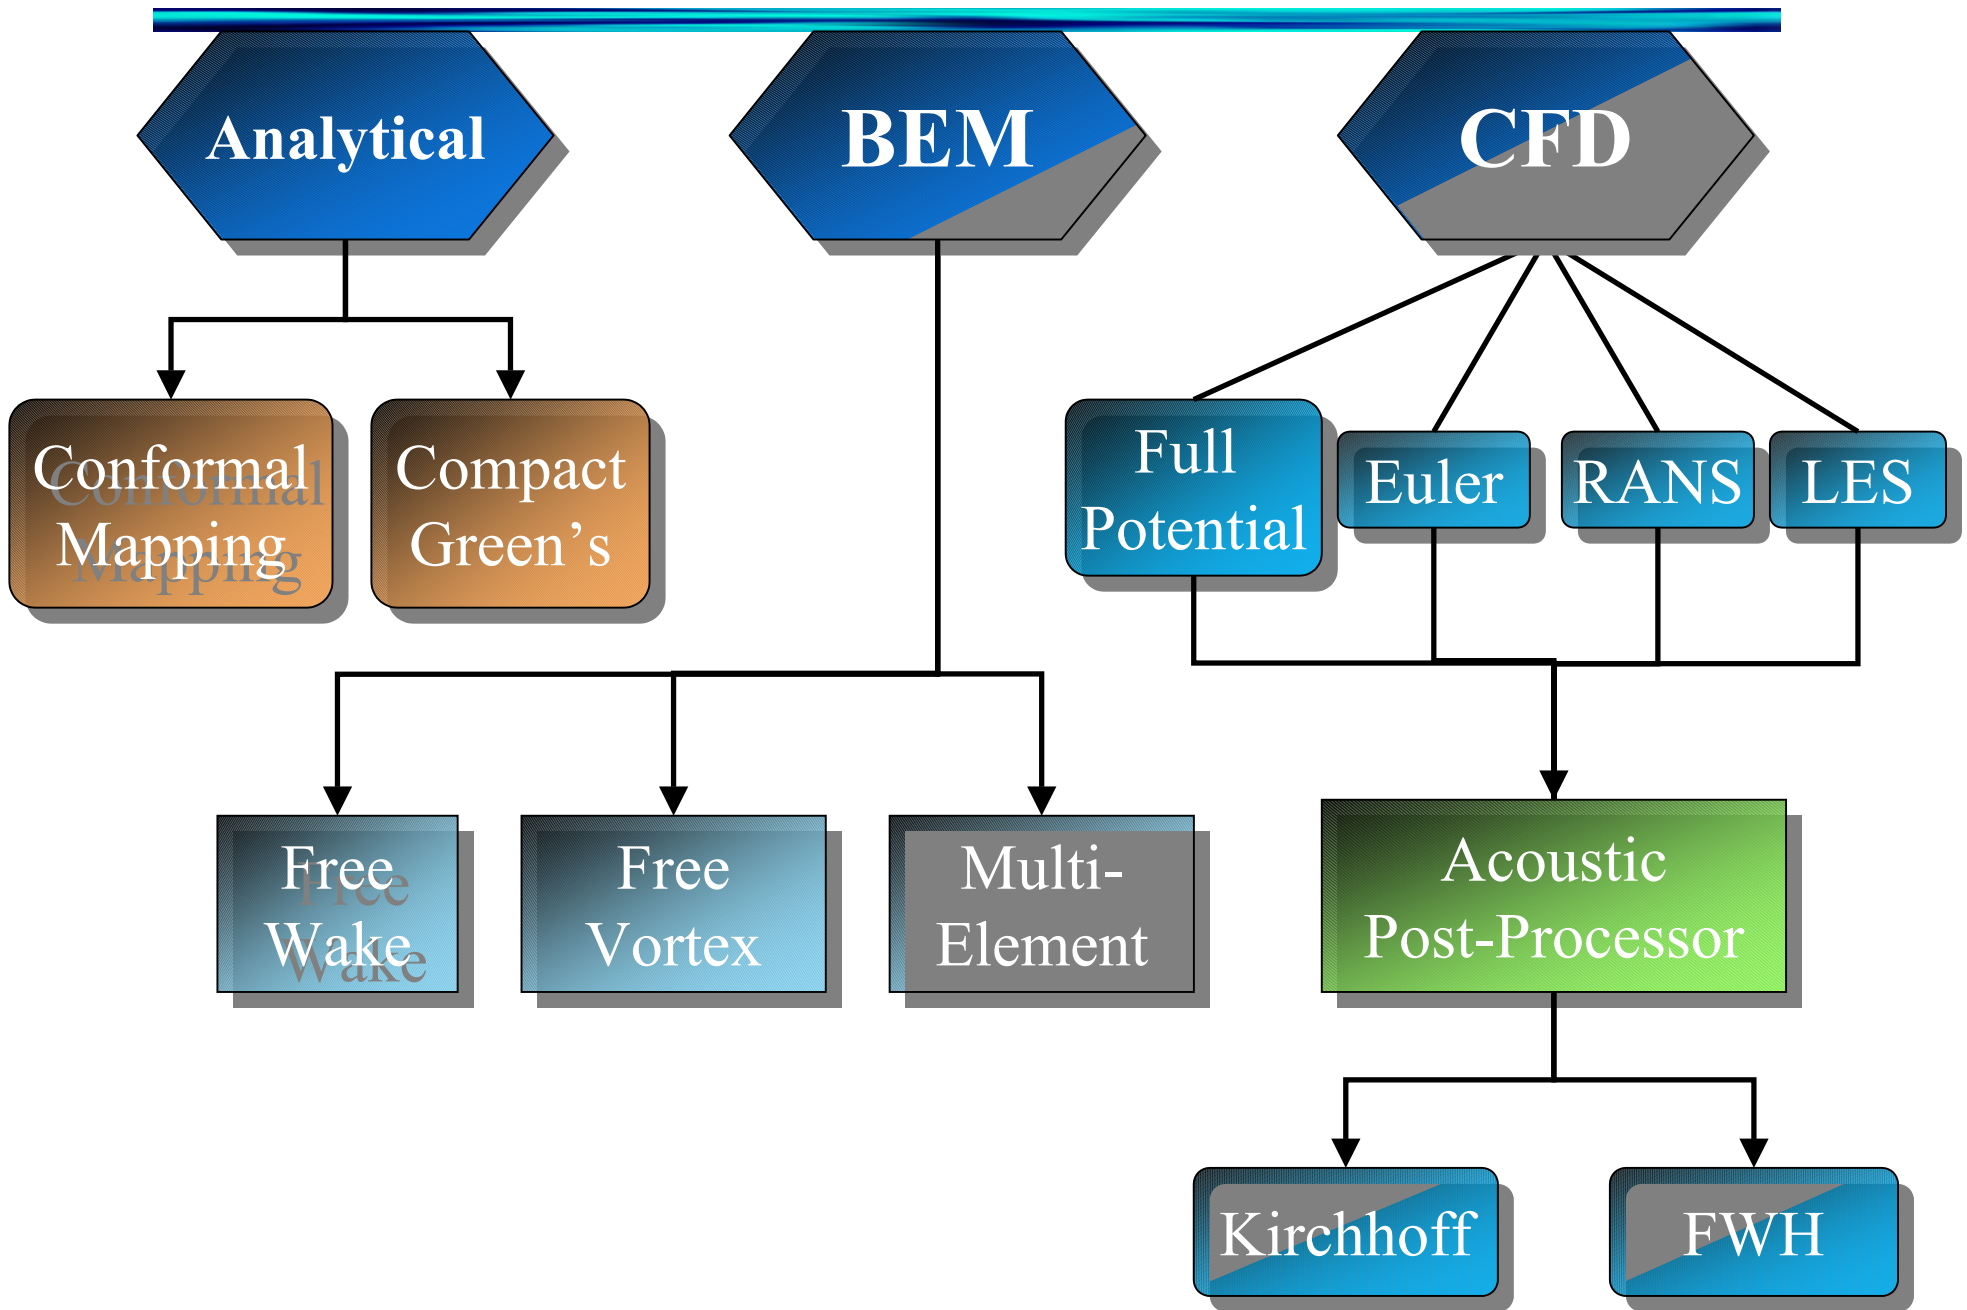 Analytical
BEM
CFD
Conformal
Mapping
Compact
Green’s
Full
Potential
Euler
RANS
LES
Free
Wake
Free
Vortex
Multi-
Element
Acoustic
Post-Processor
Kirchhoff
FWH